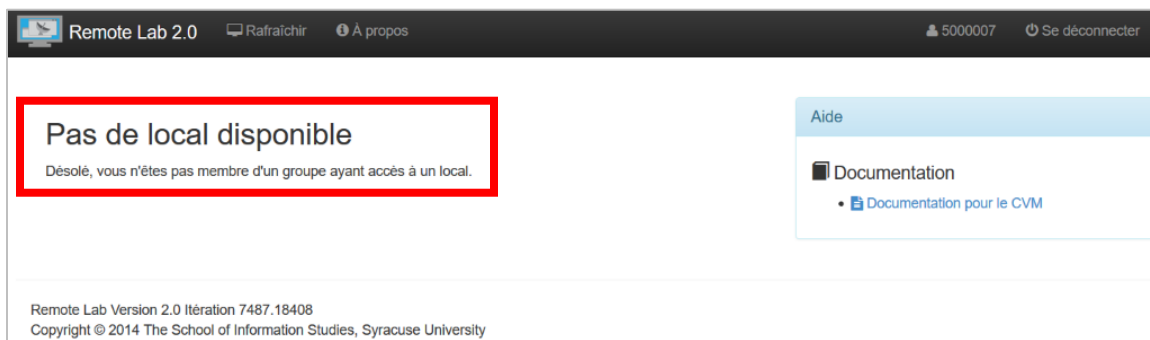 Remote Lab 2.0 Rafraîchir À propos 5000007 Se déconnecter
Pas de local disponible
Désolé, vous n'êtes pas membre d'un groupe ayant accès à un local.
Aide
Documentation
Documentation pour le CVM
Remote Lab Version 2.0 Itération 7487.18408
Copyright © 2014 The School of Information Studies, Syracuse University